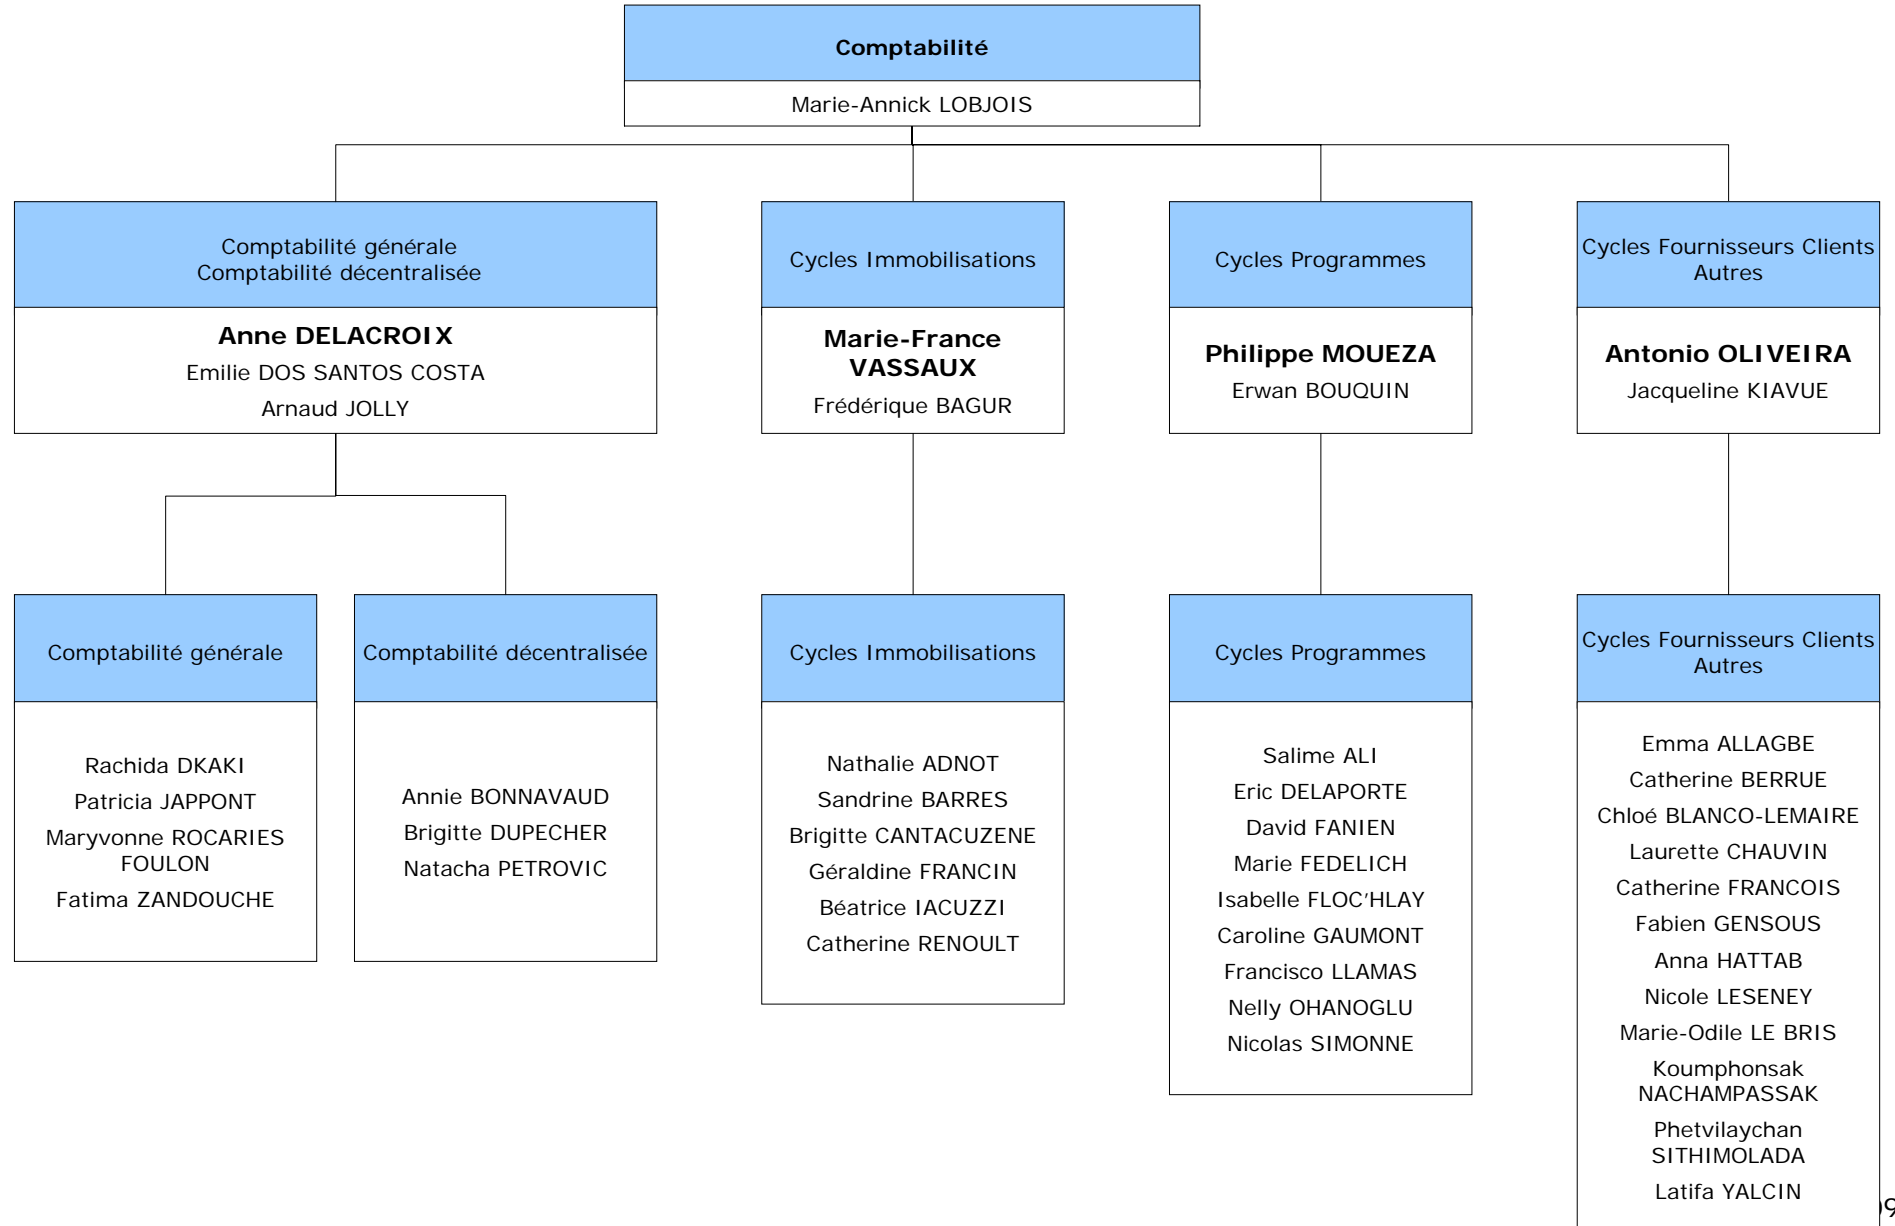 Comptabilité
Marie-Annick LOBJOIS
Comptabilité générale
Comptabilité décentralisée
Anne DELACROIX
Emilie DOS SANTOS COSTA
Arnaud JOLLY
Cycles Immobilisations
Marie-France
VASSAUX
Frédérique BAGUR
Cycles Programmes
Philippe MOUEZA
Erwan BOUQUIN
Cycles Fournisseurs Clients
Autres
Antonio OLIVEIRA
Jacqueline KIAVUE
Comptabilité générale
Rachida DKAKI
Patricia JAPPONT
Maryvonne ROCARIES
FOULON
Fatima ZANDOUCHE
Comptabilité décentralisée
Annie BONNAVAUD
Brigitte DUPECHER
Natacha PETROVIC
Cycles Immobilisations
Nathalie ADNOT
Sandrine BARRES
Brigitte CANTACUZENE
Géraldine FRANCIN
Béatrice IACUZZI
Catherine RENOULT
Cycles Programmes
Salime ALI
Eric DELAPORTE
David FANIEN
Marie FEDELICH
Isabelle FLOC'HLAY
Caroline GAUMONT
Francisco LLAMAS
Nelly OHANOGLU
Nicolas SIMONNE
Cycles Fournisseurs Clients
Autres
Emma ALLAGBE
Catherine BERRUE
Chloé BLANCO-LEMAIRE
Laurette CHAUVIN
Catherine FRANCOIS
Fabien GENSOUS
Anna HATTAB
Nicole LESENEY
Marie-Odile LE BRIS
Koumphonsak
NACHAMPASSAK
Phetvilaychan
SITHIMOLADA
Latifa YALCIN